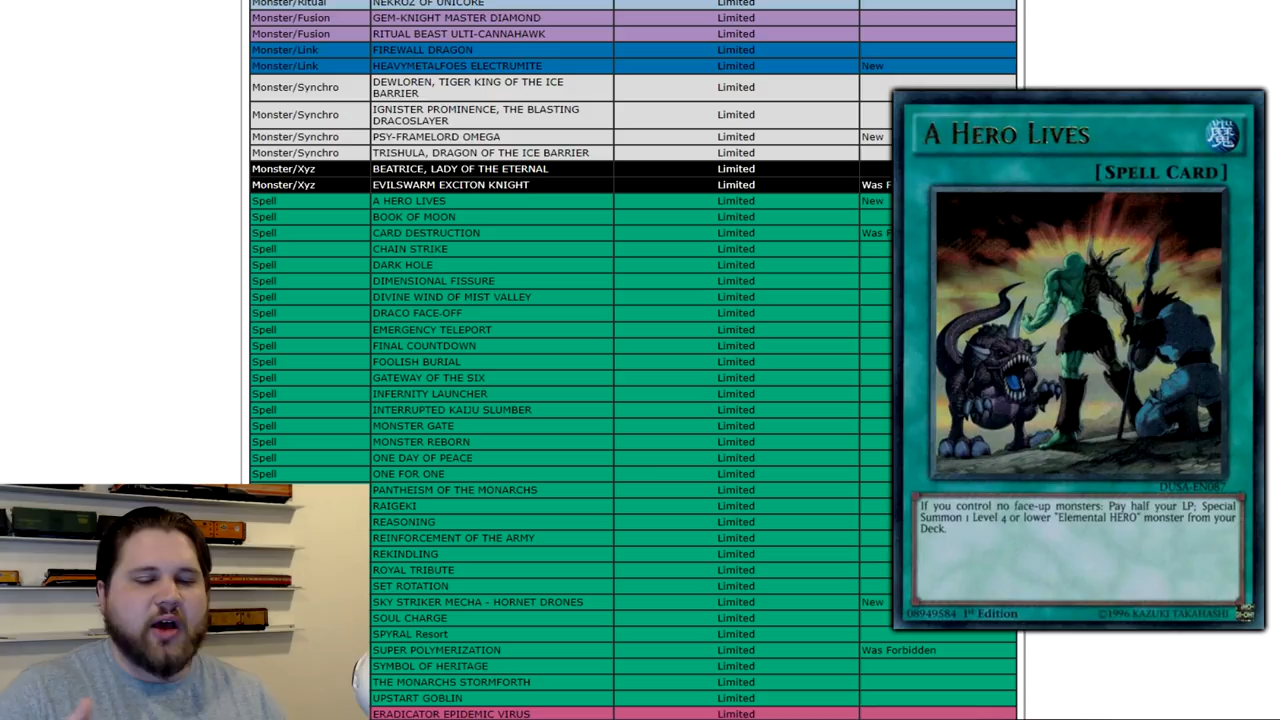 Monster/Ritual NEKROZ OF UNICORE Limited
Monster/Fusion GEM-KNIGHT MASTER DIAMOND Limited
Monster/Fusion RITUAL BEAST ULTI-CANNAHAWK Limited
Monster/Link FIREWALL DRAGON Limited
Monster/Link HEAVYMETALFOES ELECTRUMITE Limited New
Monster/Synchro DEWLOREN, TIGER KING OF THE ICE BARRIER Limited
Monster/Synchro IGNISTER PROMINENCE, THE BLASTING DRACOSLAYER Limited
Monster/Synchro PSY-FRAMELORD OMEGA Limited New
Monster/Synchro TRISHULA, DRAGON OF THE ICE BARRIER Limited
Monster/Xyz BEATRICE, LADY OF THE ETERNAL Limited
Monster/Xyz EVILSWARM EXCITON KNIGHT Limited Was F
Spell A HERO LIVES Limited New
Spell BOOK OF MOON Limited
Spell CARD DESTRUCTION Limited Was F
Spell CHAIN STRIKE Limited
Spell DARK HOLE Limited
Spell DIMENSIONAL FISSURE Limited
Spell DIVINE WIND OF MIST VALLEY Limited
Spell DRACO FACE-OFF Limited
Spell EMERGENCY TELEPORT Limited
Spell FINAL COUNTDOWN Limited
Spell FOOLISH BURIAL Limited
Spell GATEWAY OF THE SIX Limited
Spell INFERNITY LAUNCHER Limited
Spell INTERRUPTED KAIJU SLUMBER Limited
Spell MONSTER GATE Limited
Spell MONSTER REBORN Limited
Spell ONE DAY OF PEACE Limited
Spell ONE FOR ONE Limited
PANTHEISM OF THE MONARCHS Limited
RAIGEKI Limited
REASONING Limited
REINFORCEMENT OF THE ARMY Limited
REKINDLING Limited
ROYAL TRIBUTE Limited
SET ROTATION Limited
SKY STRIKER MECHA - HORNET DRONES Limited New
SOUL CHARGE Limited
SPYRAL Resort Limited
SUPER POLYMERIZATION Limited Was Forbidden
SYMBOL OF HERITAGE Limited
THE MONARCHS STORMFORTH Limited
UPSTART GOBLIN Limited
ERADICATOR EPIDEMIC VIRUS Limited
A HERO LIVES
[SPELL CARD]
DUSA-EN087
If you control no face-up monsters: Pay half your LP; Special
Summon 1 Level 4 or lower "Elemental HERO" monster from your
Deck.
08949584 1st Edition ©1996 KAZUKI TAKAHASHI